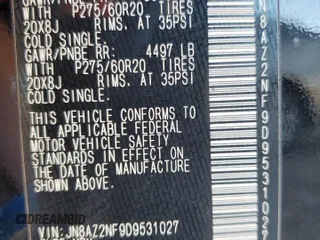 WITH P275/60R20 TIRES
20X8J RIMS. AT 35PSI
COLD SINGLE
GAWR/PNBE RR: 4497 LB
WITH P275/60R20 TIRES
20X8J RIMS. AT 35PSI
COLD SINGLE.
THIS VEHICLE CONFORMS TO
ALL APPLICABLE FEDERAL
MOTOR VEHICLE SAFETY
STANDARDS IN EFFECT ON
THE DATE OF MANUFACTURE
ABOVE.
VIN: JN8AZ2NF9D9531027
N8AZ2NF9D9531027
DREAMBID